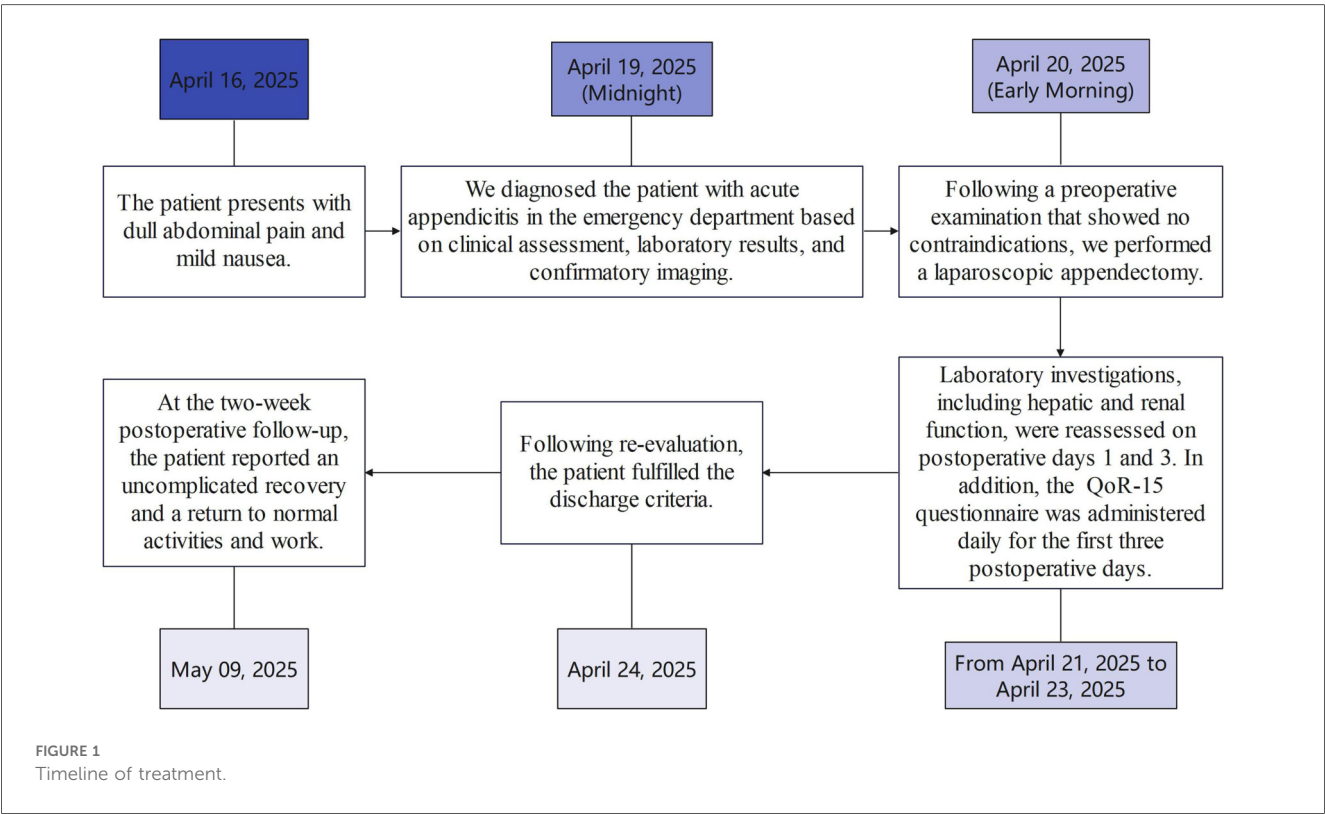 April 16, 2025
The patient presents with
dull abdominal pain and
mild nausea.
April 19, 2025
(Midnight)
We diagnosed the patient with acute
appendicitis in the emergency department based
on clinical assessment, laboratory results, and
confirmatory imaging.
April 20, 2025
(Early Morning)
Following a preoperative
examination that showed no
contraindications, we performed
a laparoscopic appendectomy.
Laboratory investigations,
including hepatic and renal
function, were reassessed on
postoperative days 1 and 3. In
addition, the QoR-15
questionnaire was administered
daily for the first three
postoperative days.
From April 21, 2025 to
April 23, 2025
Following re-evaluation,
the patient fulfilled the
discharge criteria.
April 24, 2025
At the two-week
postoperative follow-up,
the patient reported an
uncomplicated recovery
and a return to normal
activities and work.
May 09, 2025
FIGURE 1
Timeline of treatment.